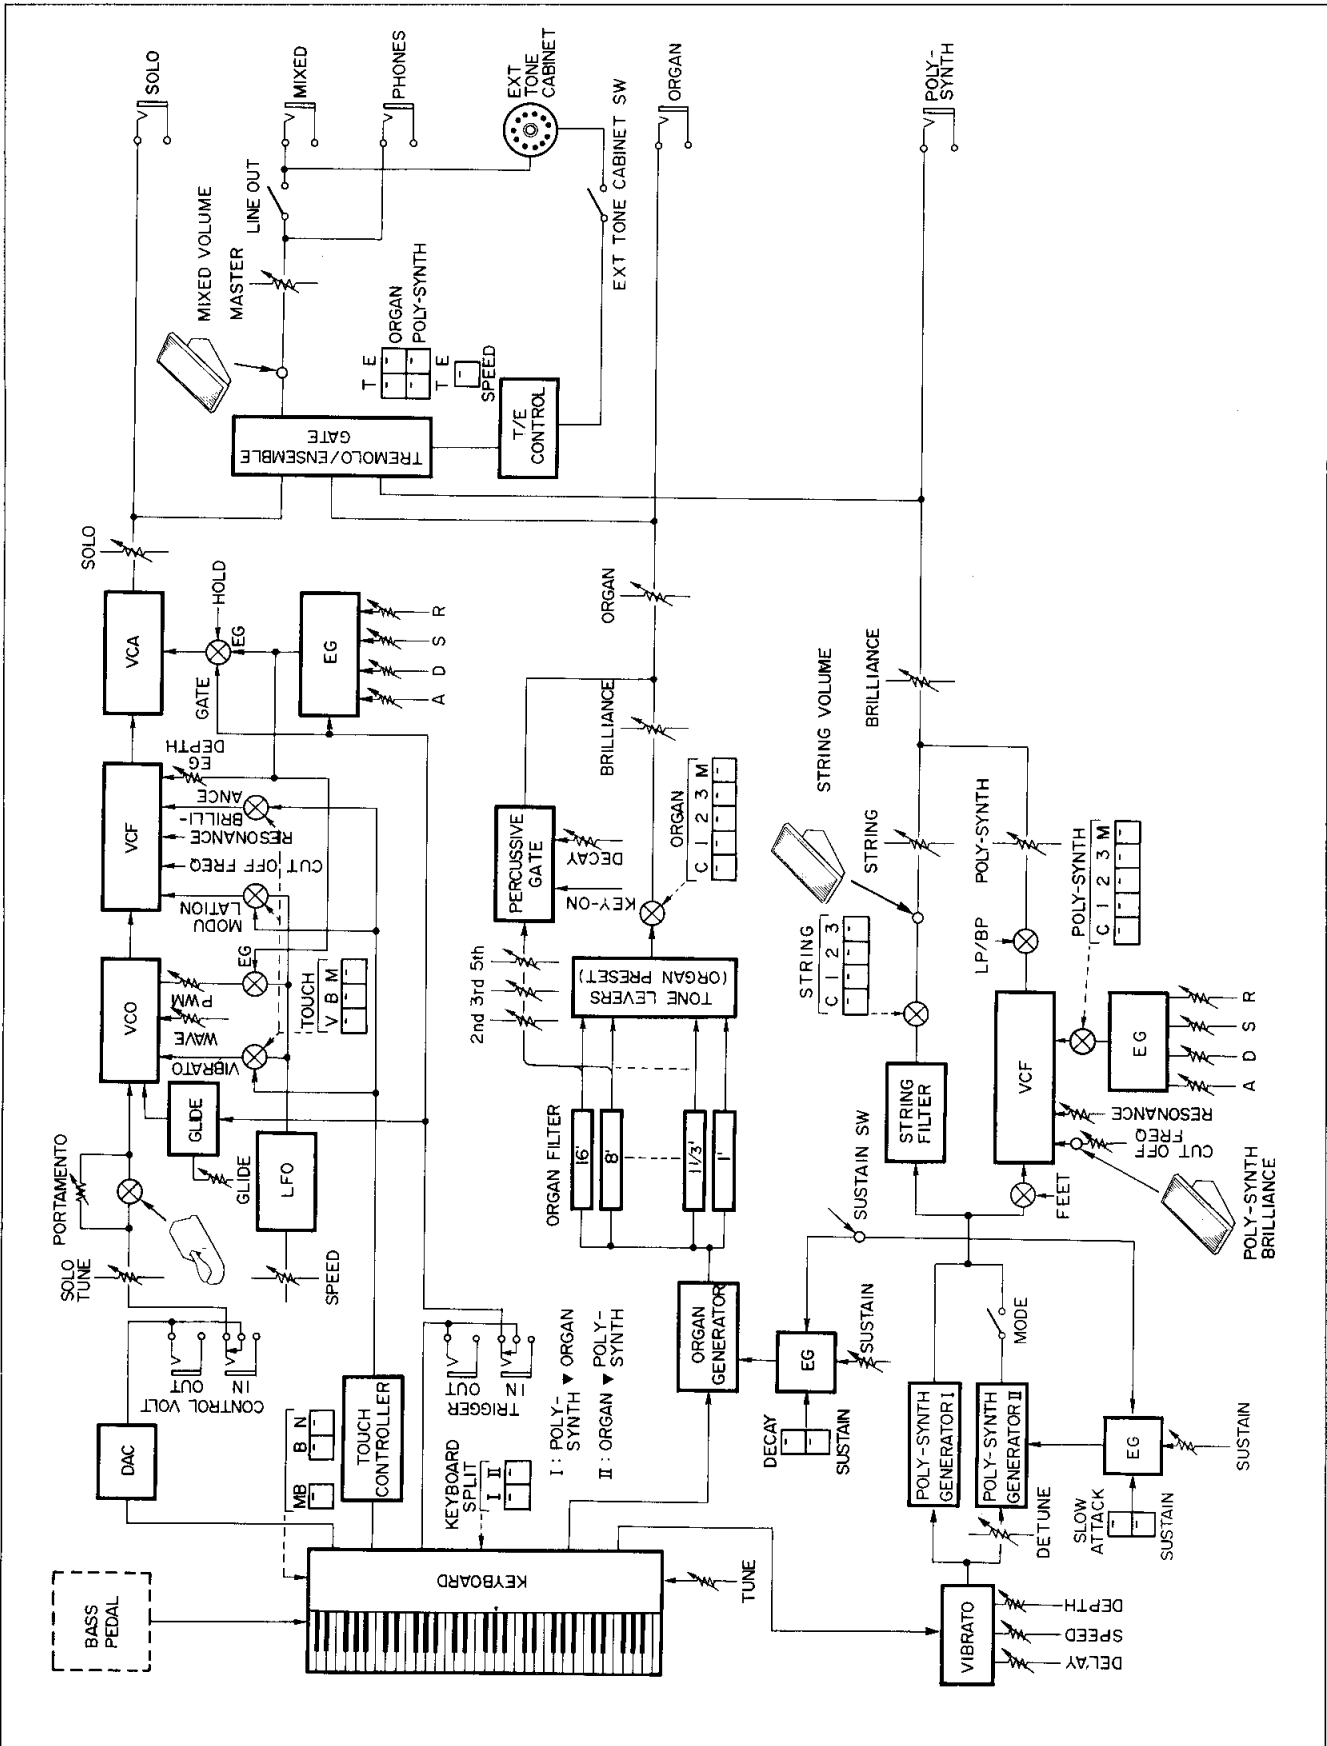 BASS
PEDAL
KEYBOARD
TUNE
DAC
MB
B N
TOUCH
CONTROLLER
KEYBOARD
SPLIT
I II
CONTROL VOLT
OUT
IN
TRIGGER
OUT
IN
I : POLY-
SYNTH ▼ ORGAN
II : ORGAN ▼ POLY-
SYNTH
SOLO
TUNE
PORTAMENTO
GLIDE
GLIDE
LFO
SPEED
VCO
VIBRATO
WAVE
PWM
EG
TOUCH
V B M
VCF
MODU
LATION
CUT OFF FREQ
RESONANCE
BRILLI-
ANCE
EG
DEPTH
VCA
GATE
EG
HOLD
EG
A D S R
SOLO
SOLO
TREMOLO/ENSEMBLE
GATE
T/E
CONTROL
T E
ORGAN
POLY-SYNTH
T E
SPEED
MIXED VOLUME
MASTER
LINE OUT
MIXED
PHONES
EXT
TONE
CABINET
EXT TONE CABINET SW
ORGAN
GENERATOR
EG
SUSTAIN
DECAY
SUSTAIN
ORGAN FILTER
16'
8'
1 1/3'
1'
TONE LEVERS
(ORGAN PRESET)
2nd 3rd 5th
PERCUSSIVE
GATE
KEY-ON
DECAY
ORGAN
C 1 2 3 M
BRILLIANCE
ORGAN
ORGAN
VIBRATO
DELAY
SPEED
DEPTH
POLY-SYNTH
GENERATOR I
POLY-SYNTH
GENERATOR II
DETUNE
MODE
EG
SLOW
ATTACK
SUSTAIN
SUSTAIN
SUSTAIN SW
STRING
FILTER
STRING
C 1 2 3
STRING
STRING VOLUME
FEET
VCF
CUT OFF
FREQ
RESONANCE
POLY-SYNTH
BRILLIANCE
EG
A D S R
LP/BP
POLY-SYNTH
C 1 2 3 M
POLY-SYNTH
BRILLIANCE
POLY-
SYNTH